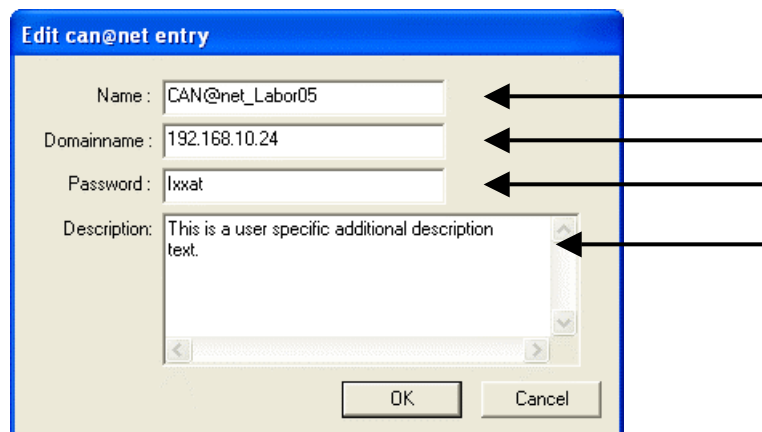 Edit can@net entry
Name : CAN@net_Labor05
Domainname : 192.168.10.24
Password : Ixxat
Description: This is a user specific additional description
text.
OK Cancel